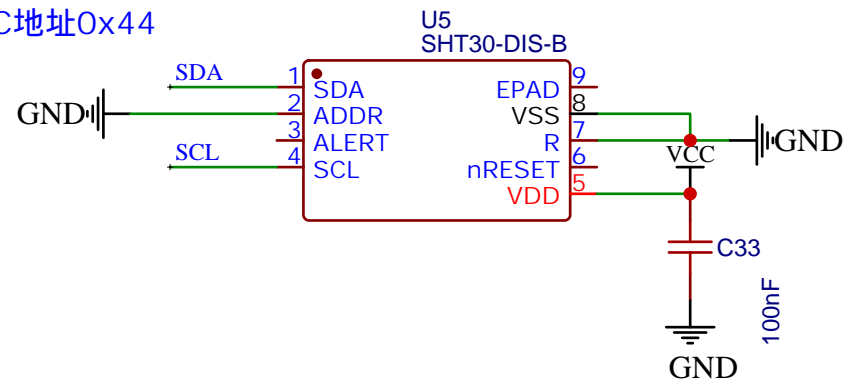 C地址0x44
U5
SHT30-DIS-B
SDA
1
SDA
EPAD
9
GND
2
ADDR
VSS
8
3
ALERT
R
7
GND
SCL
4
SCL
nRESET
6
VCC
VDD
5
C33
100nF
GND